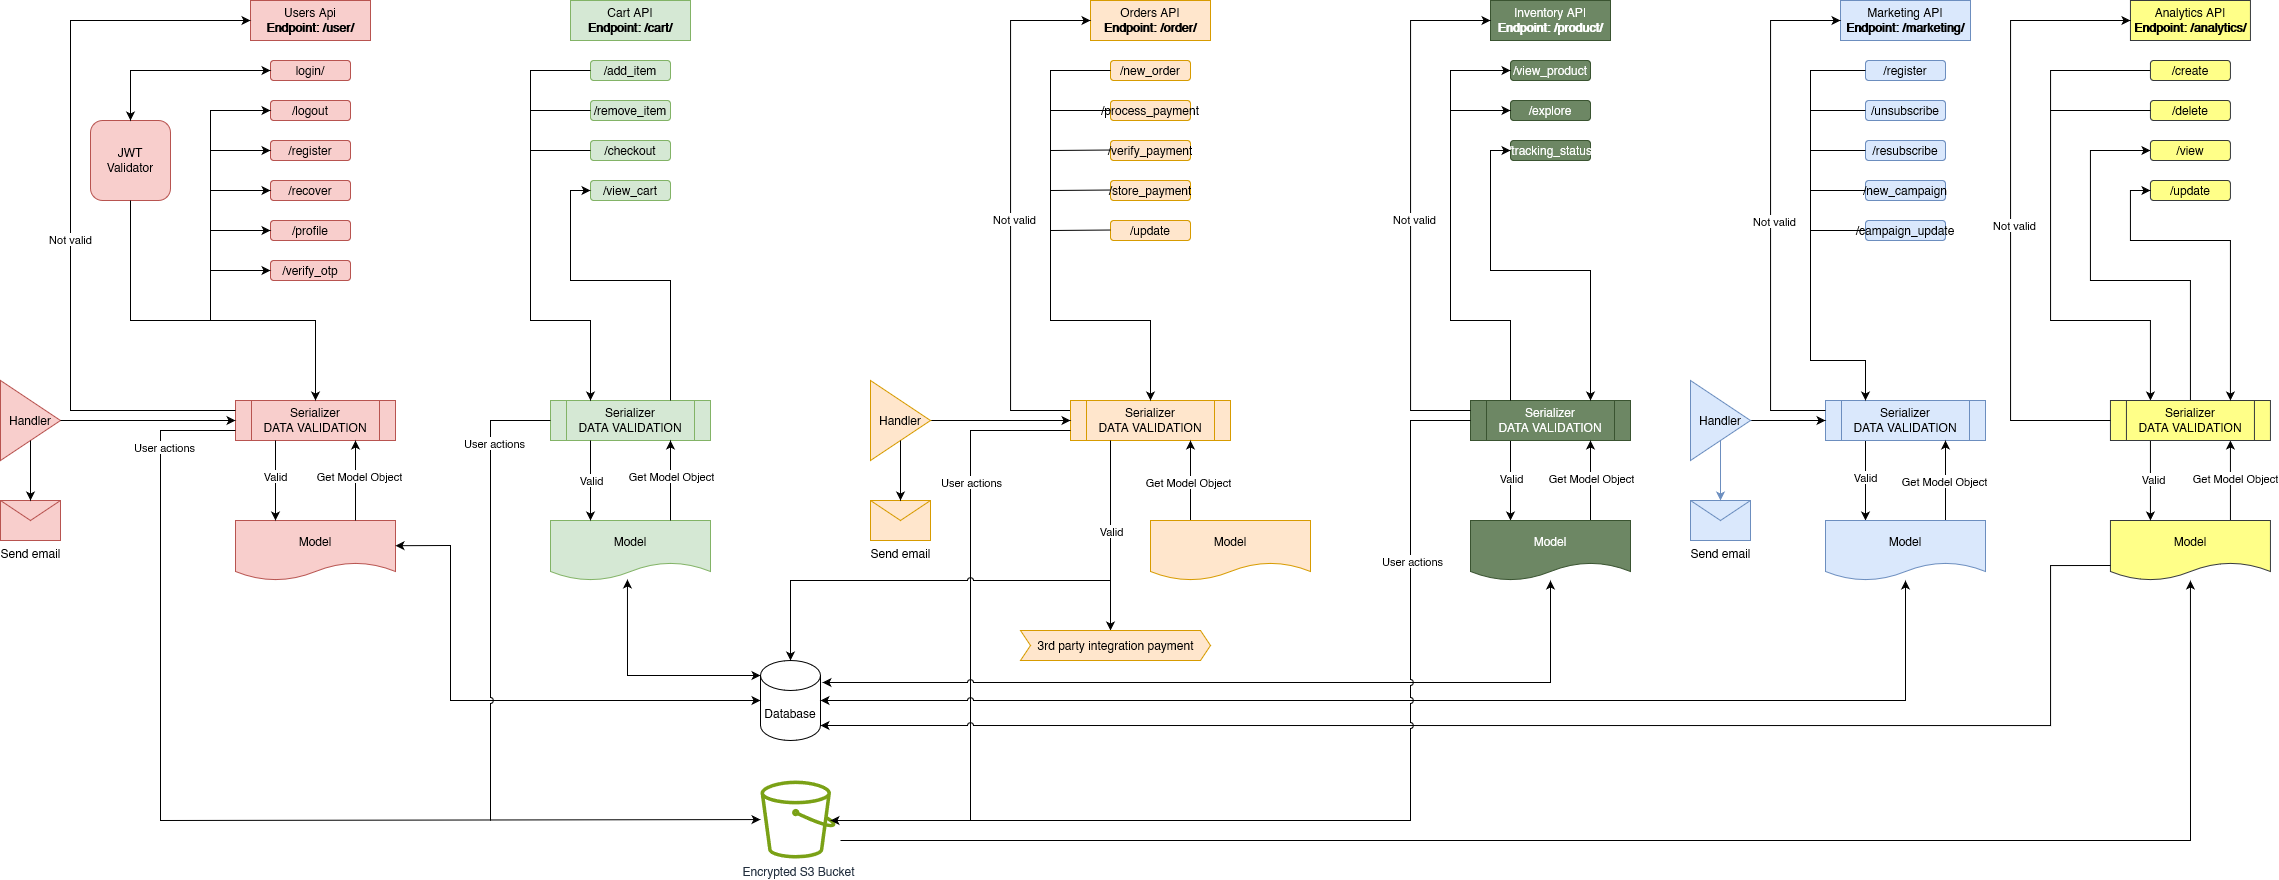 Users Api
Endpoint: /user/
Cart API
Endpoint: /cart/
Orders API
Endpoint: /order/
Inventory API
Endpoint: /product/
Marketing API
Endpoint: /marketing/
Analytics API
Endpoint: /analytics/
login/
/logout
/register
/recover
/profile
/verify_otp
JWT
Validator
Not valid
/add_item
/remove_item
/checkout
/view_cart
/new_order
/process_payment
/verify_payment
/store_payment
/update
Not valid
/view_product
/explore
/tracking_status
Not valid
/register
/unsubscribe
/resubscribe
/new_campaign
/campaign_update
Not valid
/create
/delete
/view
/update
Not valid
Handler
Serializer
DATA VALIDATION
User actions
Valid
Get Model Object
Send email
Model
Serializer
DATA VALIDATION
User actions
Valid
Get Model Object
Model
Handler
Serializer
DATA VALIDATION
User actions
Valid
Get Model Object
Send email
Model
3rd party integration payment
Serializer
DATA VALIDATION
User actions
Valid
Get Model Object
Model
Handler
Serializer
DATA VALIDATION
Valid
Get Model Object
Send email
Model
Serializer
DATA VALIDATION
Valid
Get Model Object
Model
Database
Encrypted S3 Bucket